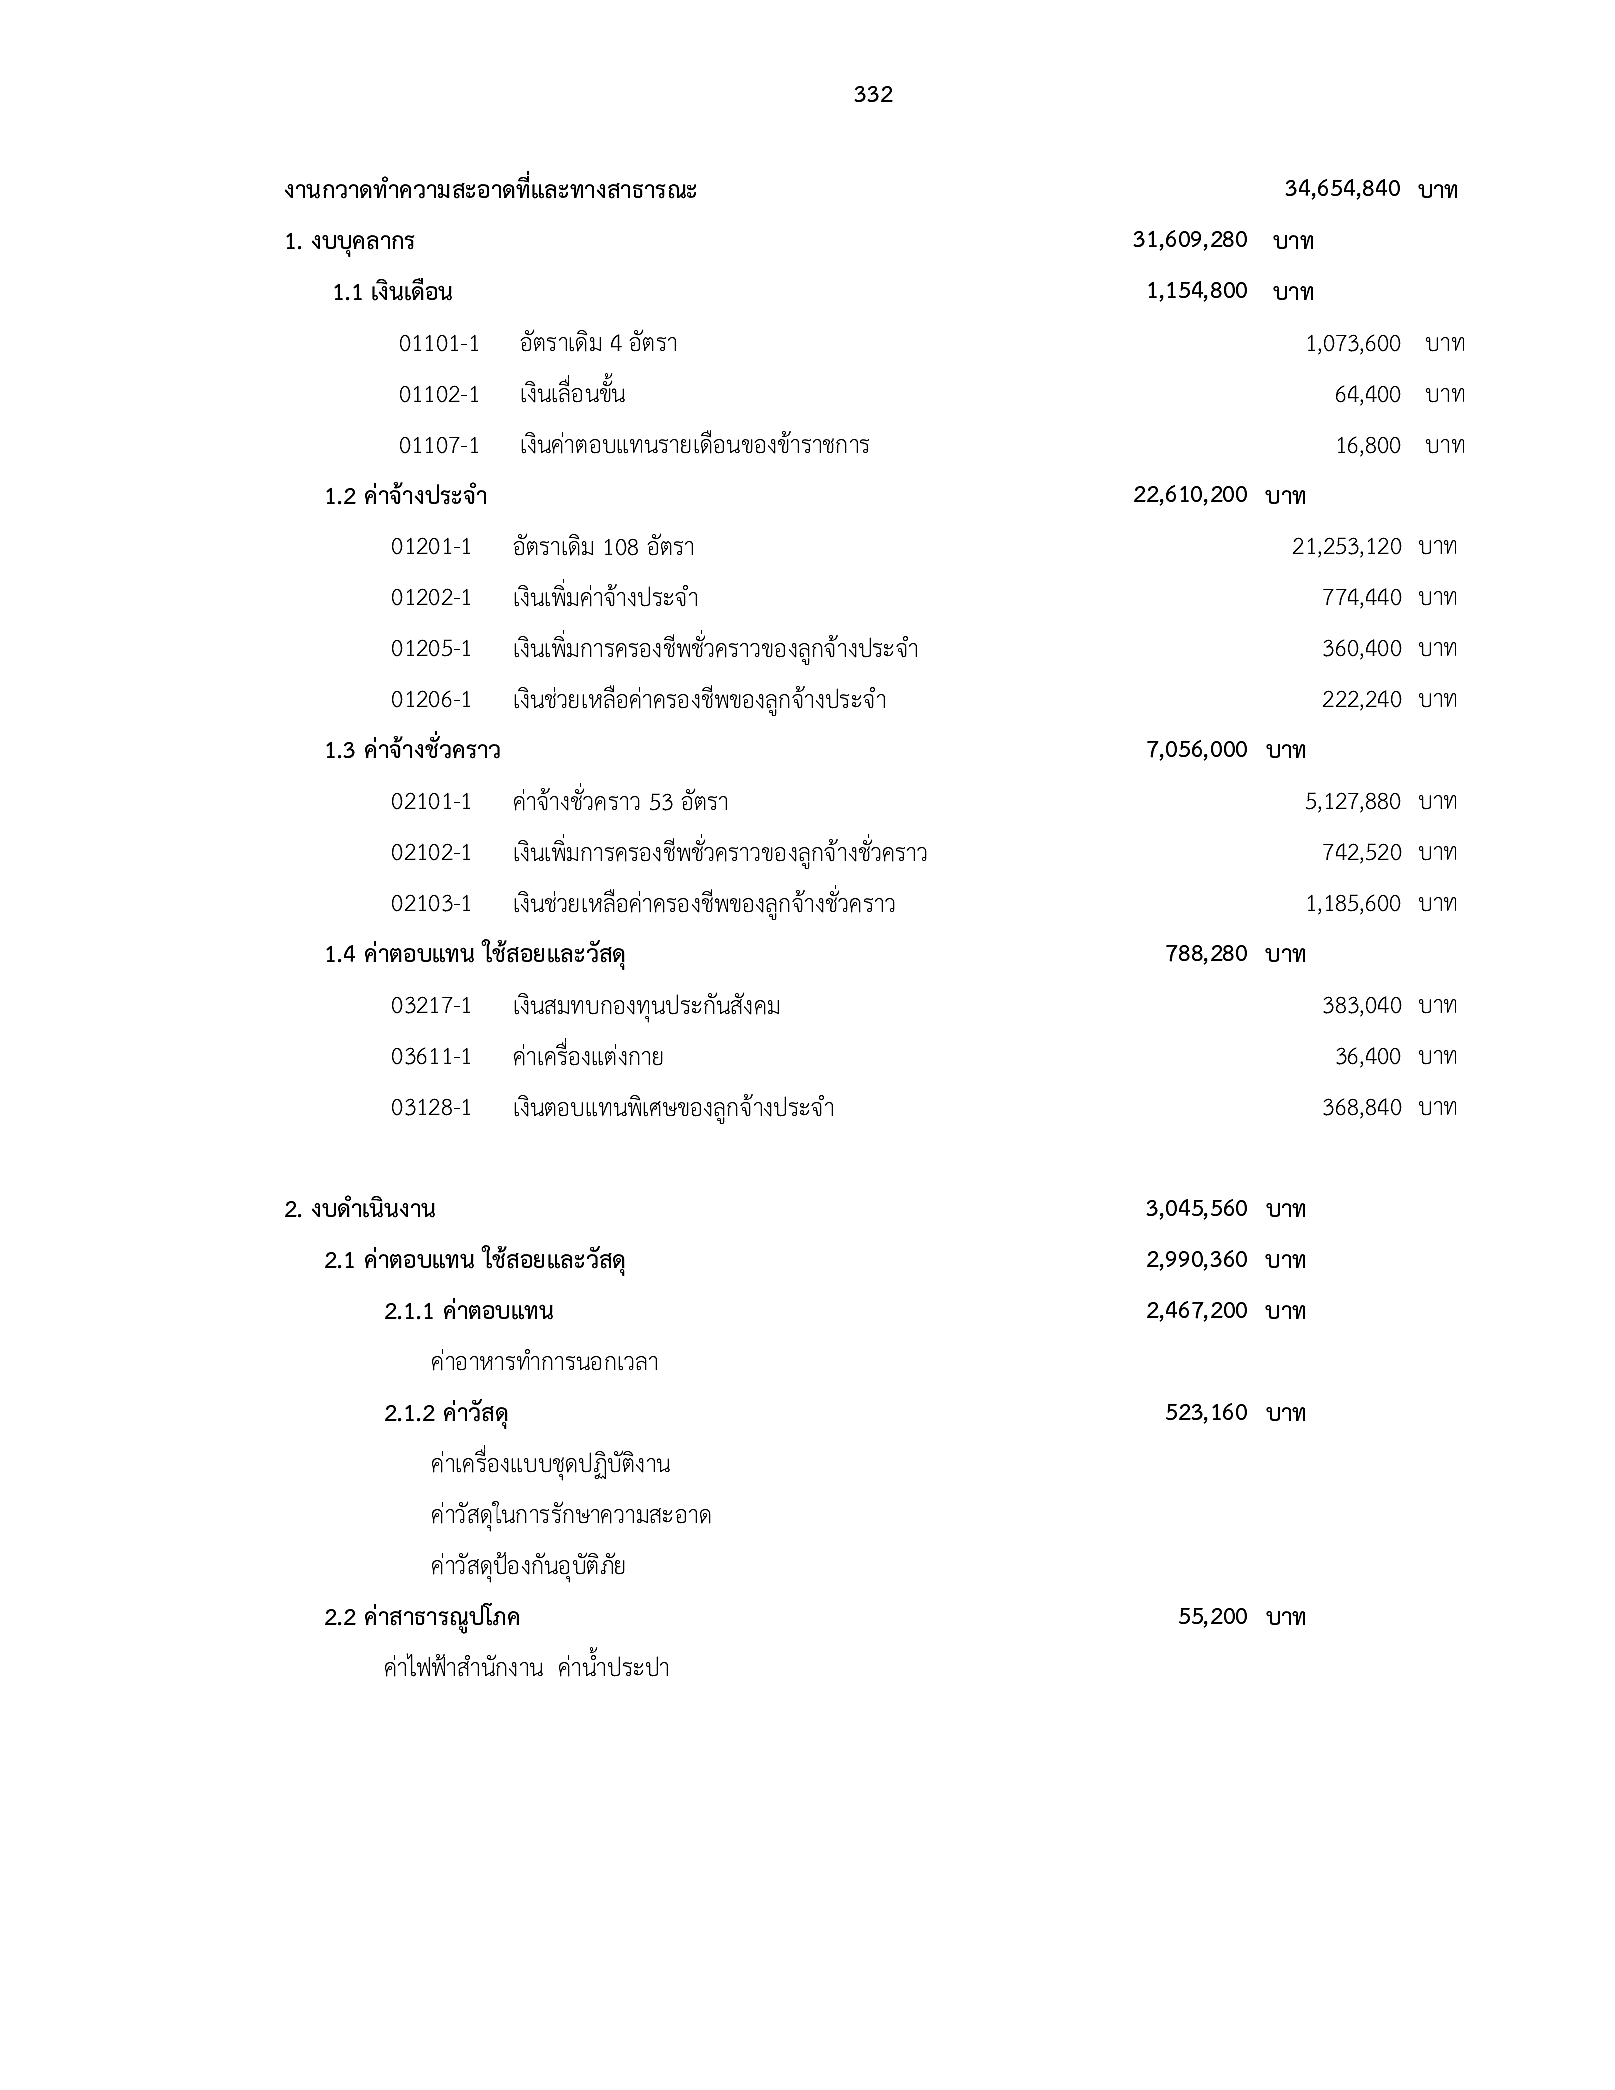 332
งานกวาดทำความสะอาดที่และทางสาธารณะ 34,654,840 บาท
1. งบบุคลากร 31,609,280 บาท
1.1 เงินเดือน 1,154,800 บาท
01101-1 อัตราเดิม 4 อัตรา 1,073,600 บาท
01102-1 เงินเลื่อนขั้น 64,400 บาท
01107-1 เงินค่าตอบแทนรายเดือนของข้าราชการ 16,800 บาท
1.2 ค่าจ้างประจำ 22,610,200 บาท
01201-1 อัตราเดิม 108 อัตรา 21,253,120 บาท
01202-1 เงินเพิ่มค่าจ้างประจำ 774,440 บาท
01205-1 เงินเพิ่มการครองชีพชั่วคราวของลูกจ้างประจำ 360,400 บาท
01206-1 เงินช่วยเหลือค่าครองชีพของลูกจ้างประจำ 222,240 บาท
1.3 ค่าจ้างชั่วคราว 7,056,000 บาท
02101-1 ค่าจ้างชั่วคราว 53 อัตรา 5,127,880 บาท
02102-1 เงินเพิ่มการครองชีพชั่วคราวของลูกจ้างชั่วคราว 742,520 บาท
02103-1 เงินช่วยเหลือค่าครองชีพของลูกจ้างชั่วคราว 1,185,600 บาท
1.4 ค่าตอบแทน ใช้สอยและวัสดุ 788,280 บาท
03217-1 เงินสมทบกองทุนประกันสังคม 383,040 บาท
03611-1 ค่าเครื่องแต่งกาย 36,400 บาท
03128-1 เงินตอบแทนพิเศษของลูกจ้างประจำ 368,840 บาท
2. งบดำเนินงาน 3,045,560 บาท
2.1 ค่าตอบแทน ใช้สอยและวัสดุ 2,990,360 บาท
2.1.1 ค่าตอบแทน 2,467,200 บาท
ค่าอาหารทำการนอกเวลา
2.1.2 ค่าวัสดุ 523,160 บาท
ค่าเครื่องแบบชุดปฏิบัติงาน
ค่าวัสดุในการรักษาความสะอาด
ค่าวัสดุป้องกันอุบัติภัย
2.2 ค่าสาธารณูปโภค 55,200 บาท
ค่าไฟฟ้าสำนักงาน ค่าน้ำประปา